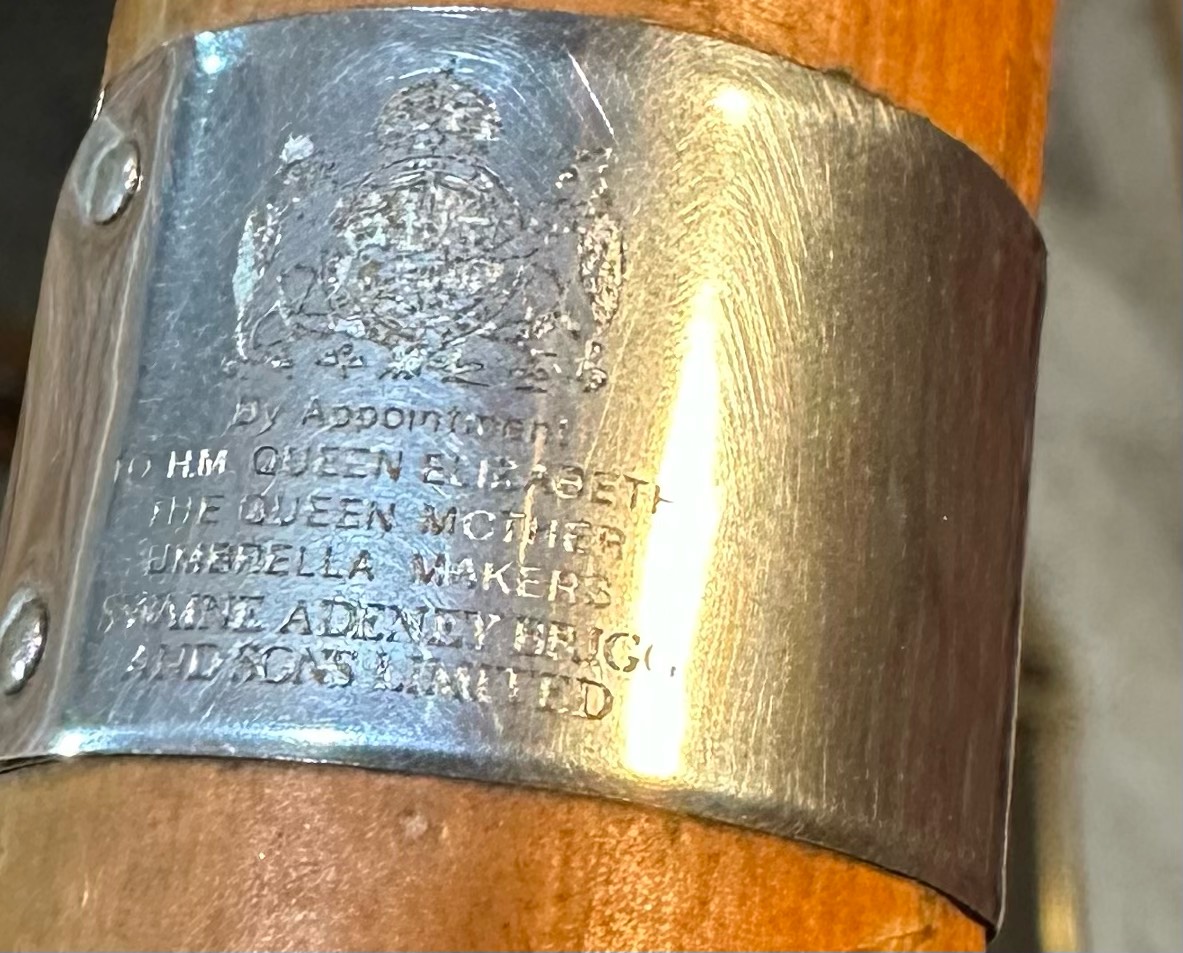 By Appointment
TO H.M. QUEEN ELIZABETH
THE QUEEN MOTHER
UMBRELLA MAKERS
SWAINE ADENEY BRIGG
AND SONS LIMITED